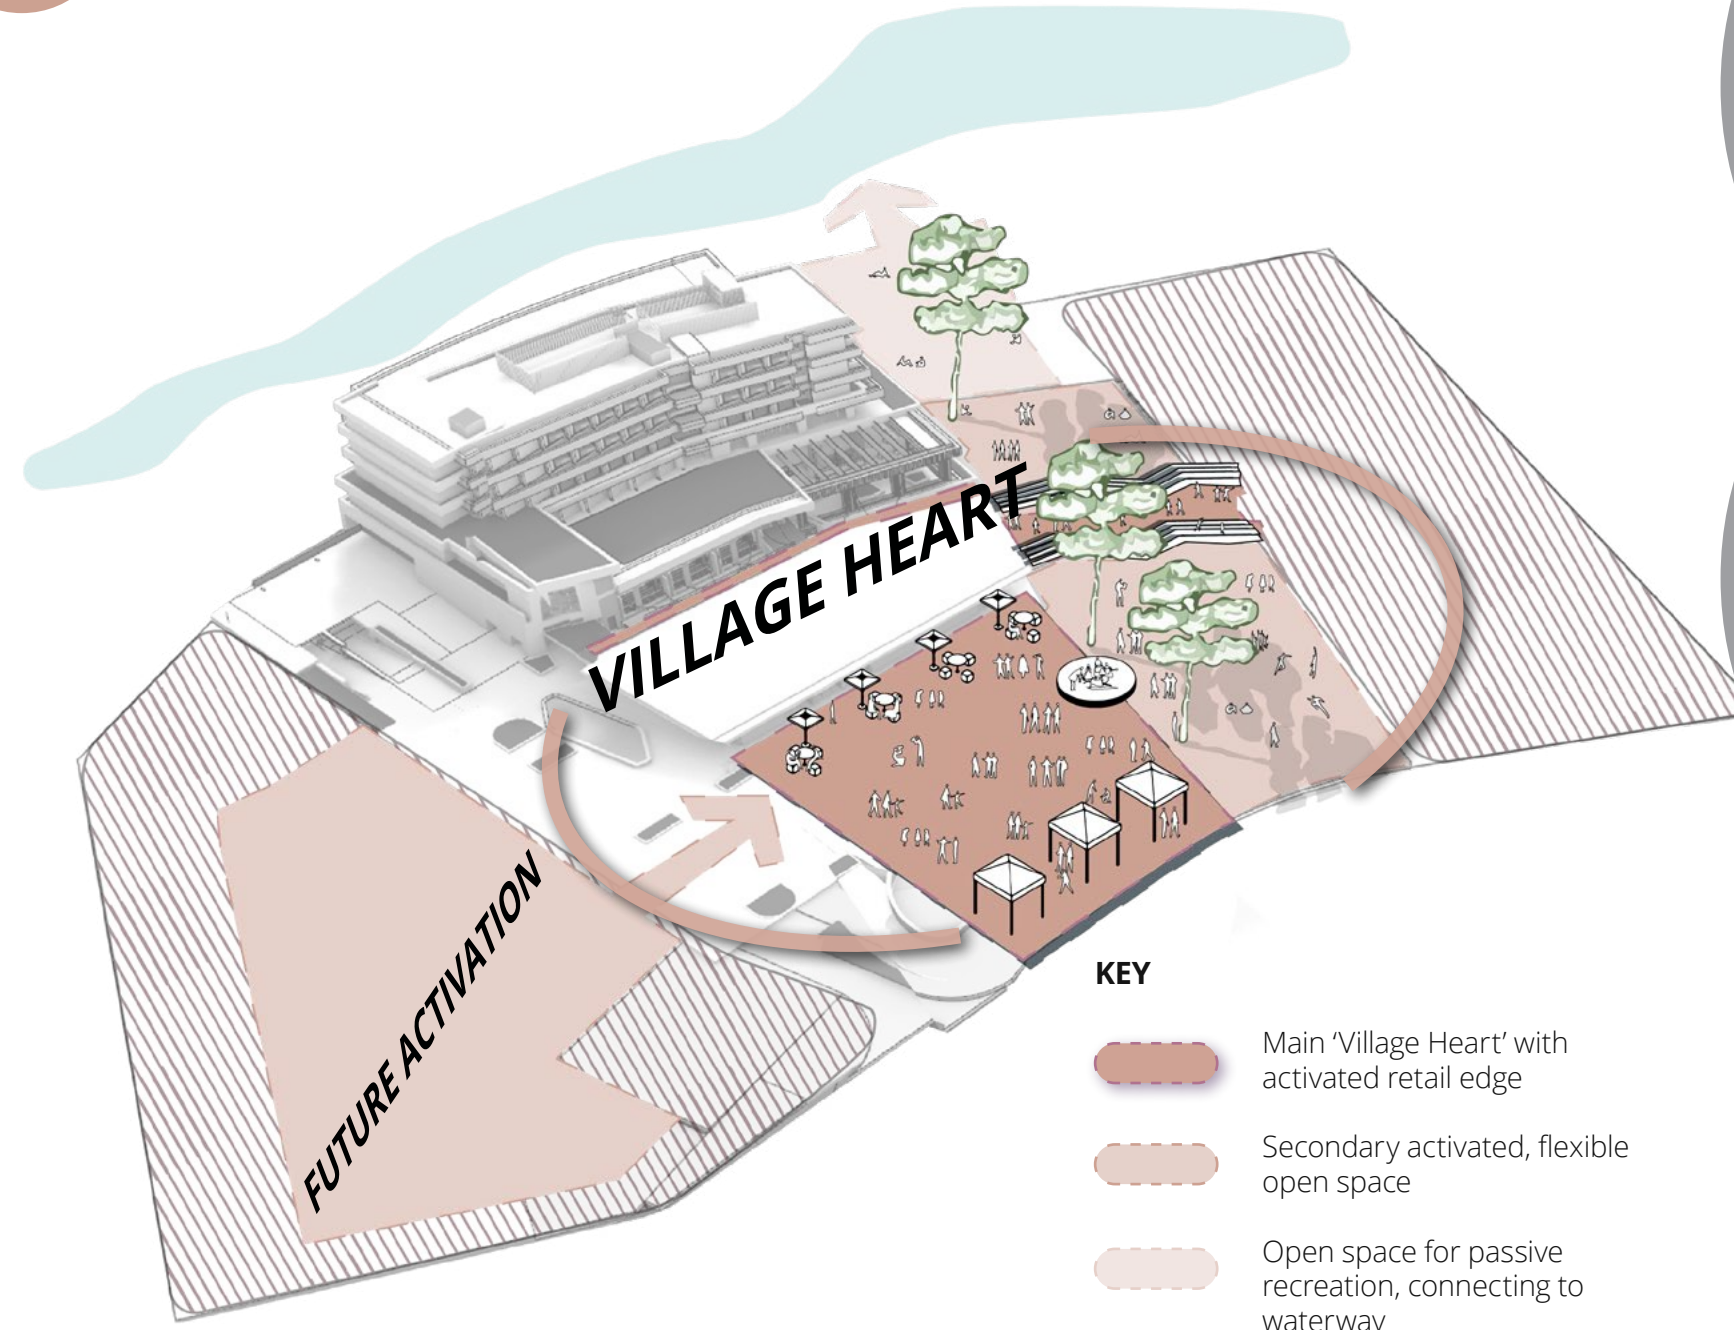 VILLAGE HEART
FUTURE ACTIVATION
KEY
Main ‘Village Heart’ with
activated retail edge
Secondary activated, flexible
open space
Open space for passive
recreation, connecting to
waterway